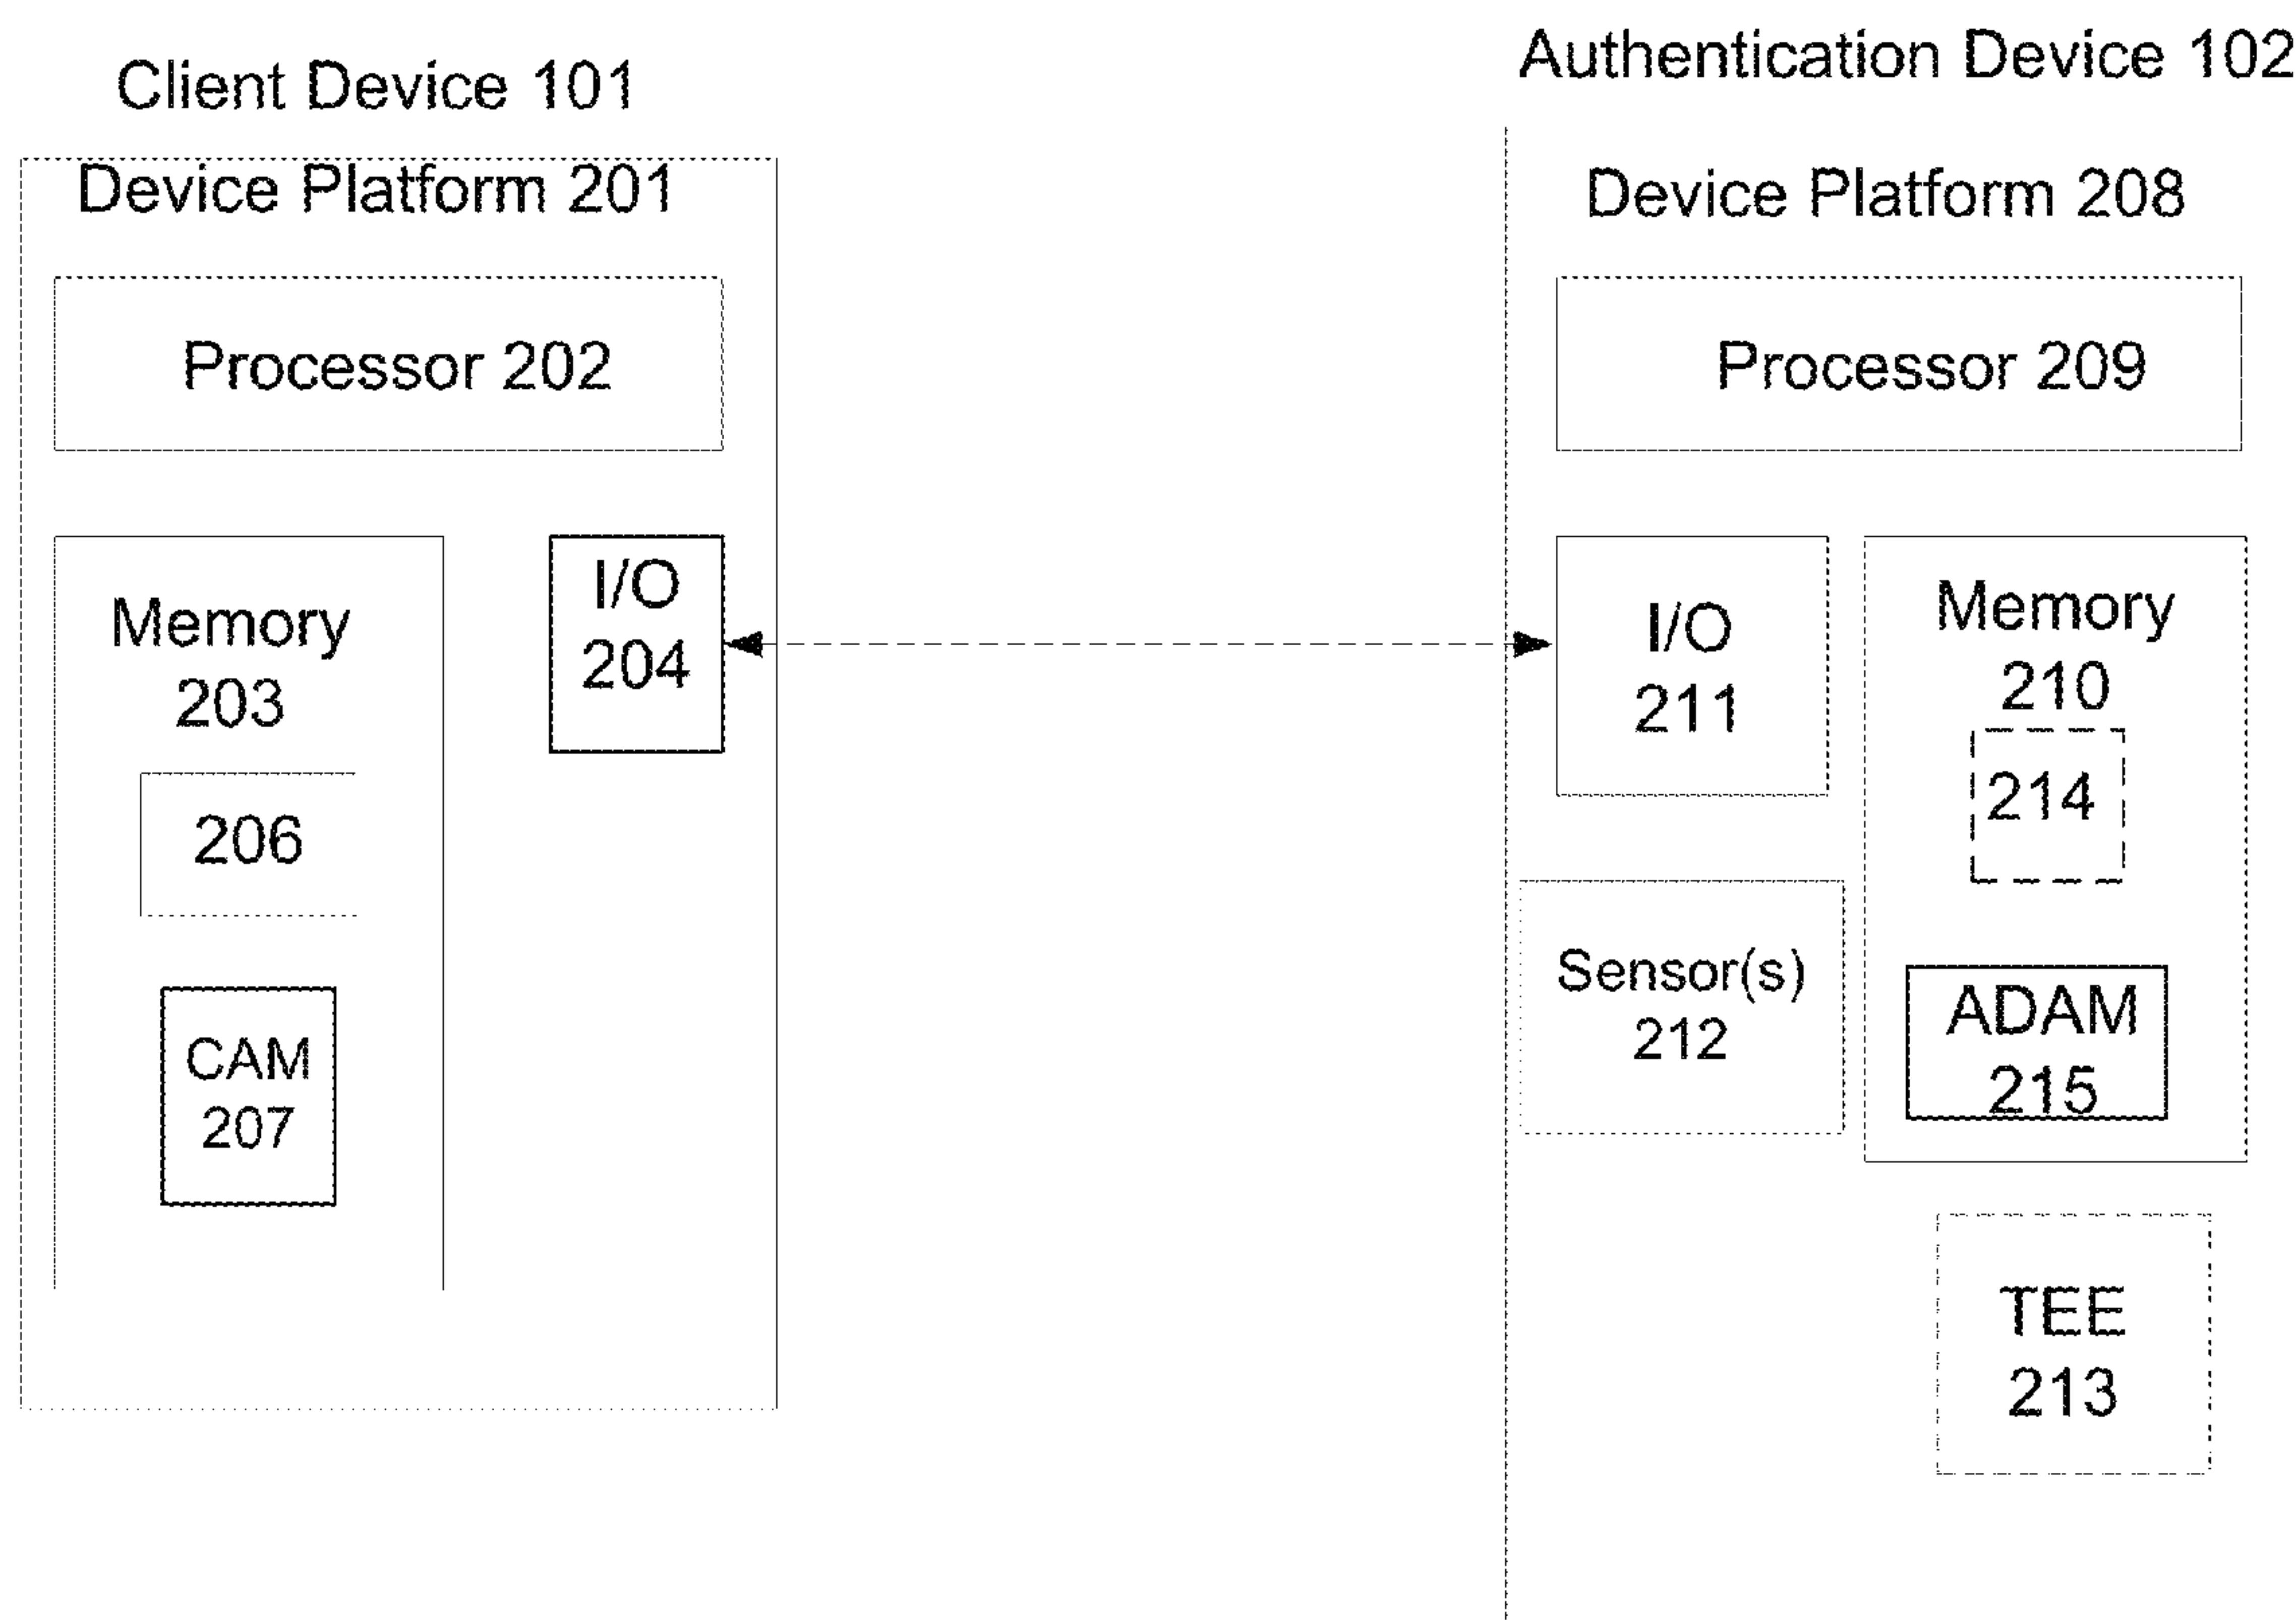 Client Device 101
Device Platform 201
Processor 202
Memory
203
206
CAM
207
I/O
204
Authentication Device 102
Device Platform 208
Processor 209
I/O
211
Memory
210
214
ADAM
215
Sensor(s)
212
TEE
213